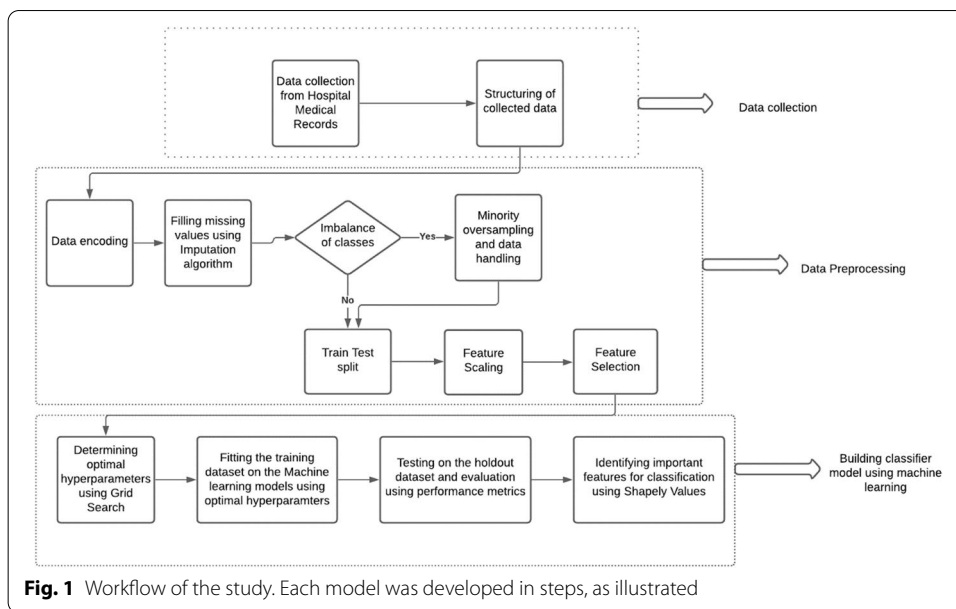 Data collection
from Hospital
Medical
Records
Structuring of
collected data
Data collection
Data encoding
Filling missing
values using
Imputation
algorithm
Imbalance
of classes
Yes
Minority
oversampling
and data
handling
Data Preprocessing
No
Train Test
split
Feature
Scaling
Feature
Selection
Determining
optimal
hyperparameters
using Grid
Search
Fitting the training
dataset on the Machine
learning models using
optimal hyperparamters
Testing on the holdout
dataset and evaluation
using performance metrics
Identifying important
features for classification
using Shapely Values
Building classifier
model using machine
learning
Fig. 1 Workflow of the study. Each model was developed in steps, as illustrated